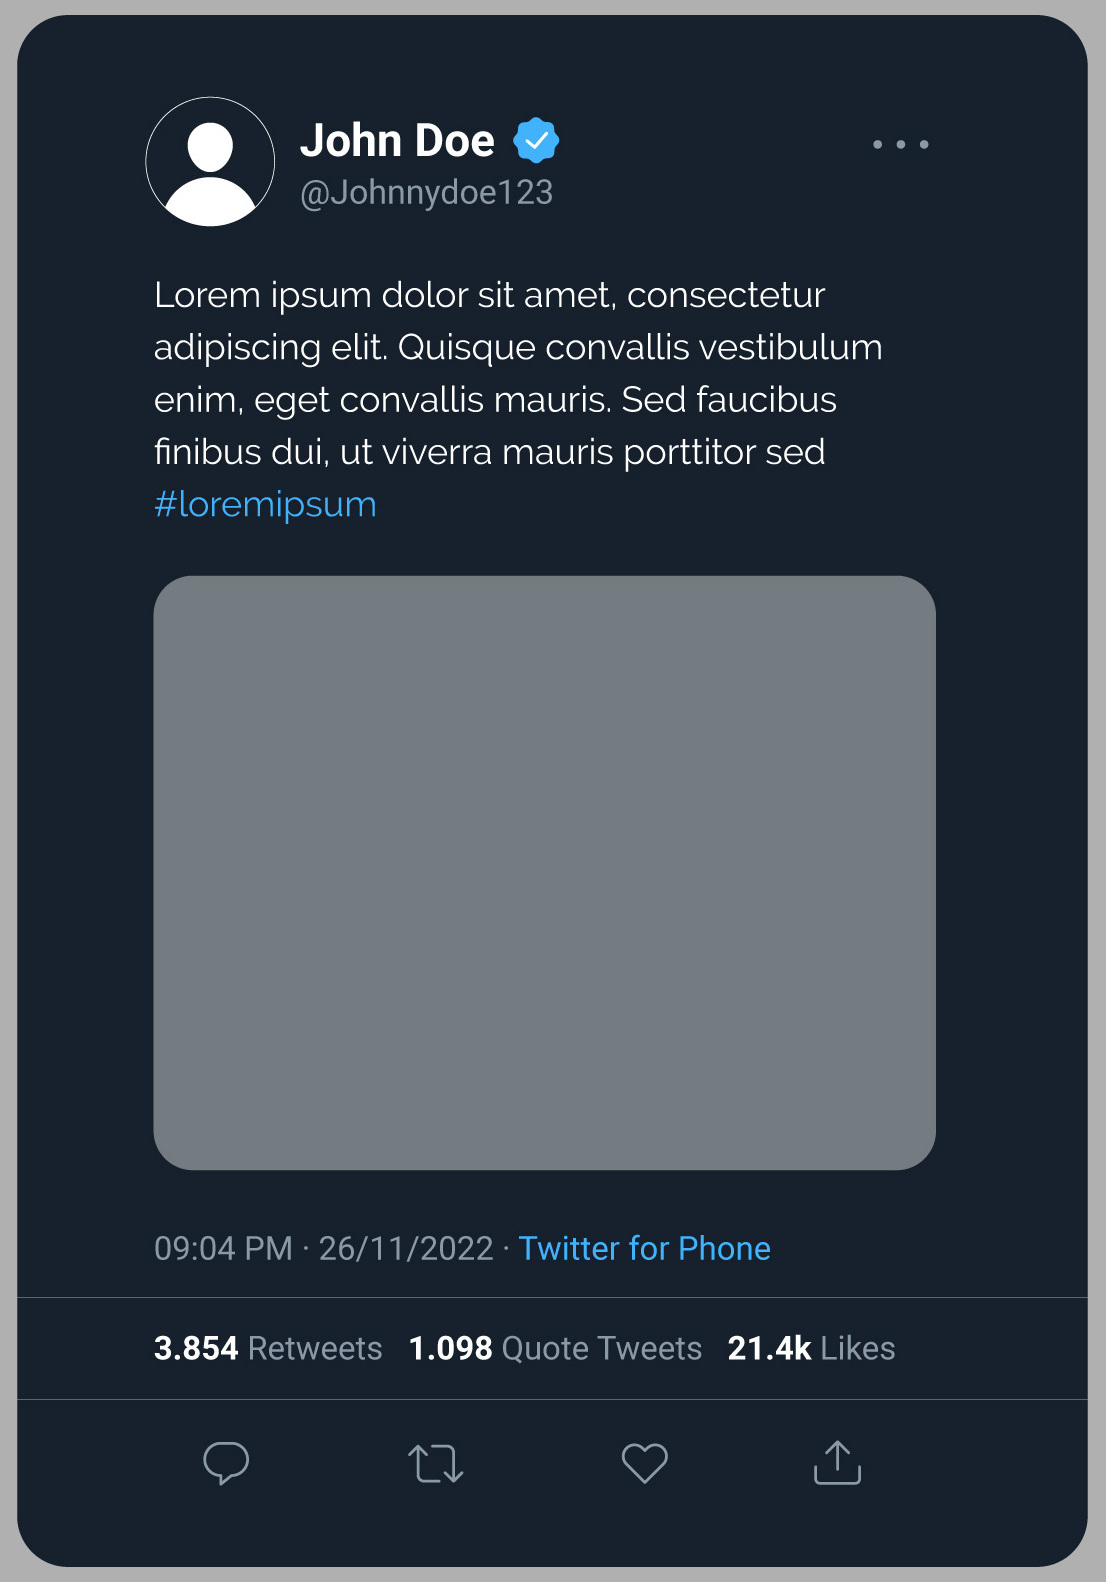 John Doe
@Johnnydoe123
Lorem ipsum dolor sit amet, consectetur
adipiscing elit. Quisque convallis vestibulum
enim, eget convallis mauris. Sed faucibus
finibus dui, ut viverra mauris porttitor sed
#loremipsum
09:04 PM · 26/11/2022 · Twitter for Phone
3.854 Retweets 1.098 Quote Tweets 21.4k Likes